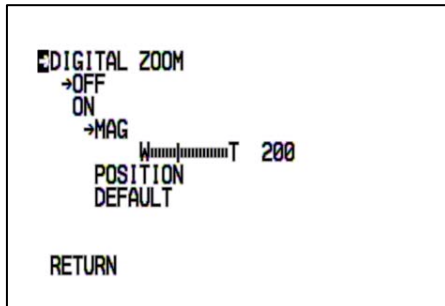 →DIGITAL ZOOM
→OFF
ON
→MAG
W T 200
POSITION
DEFAULT
RETURN